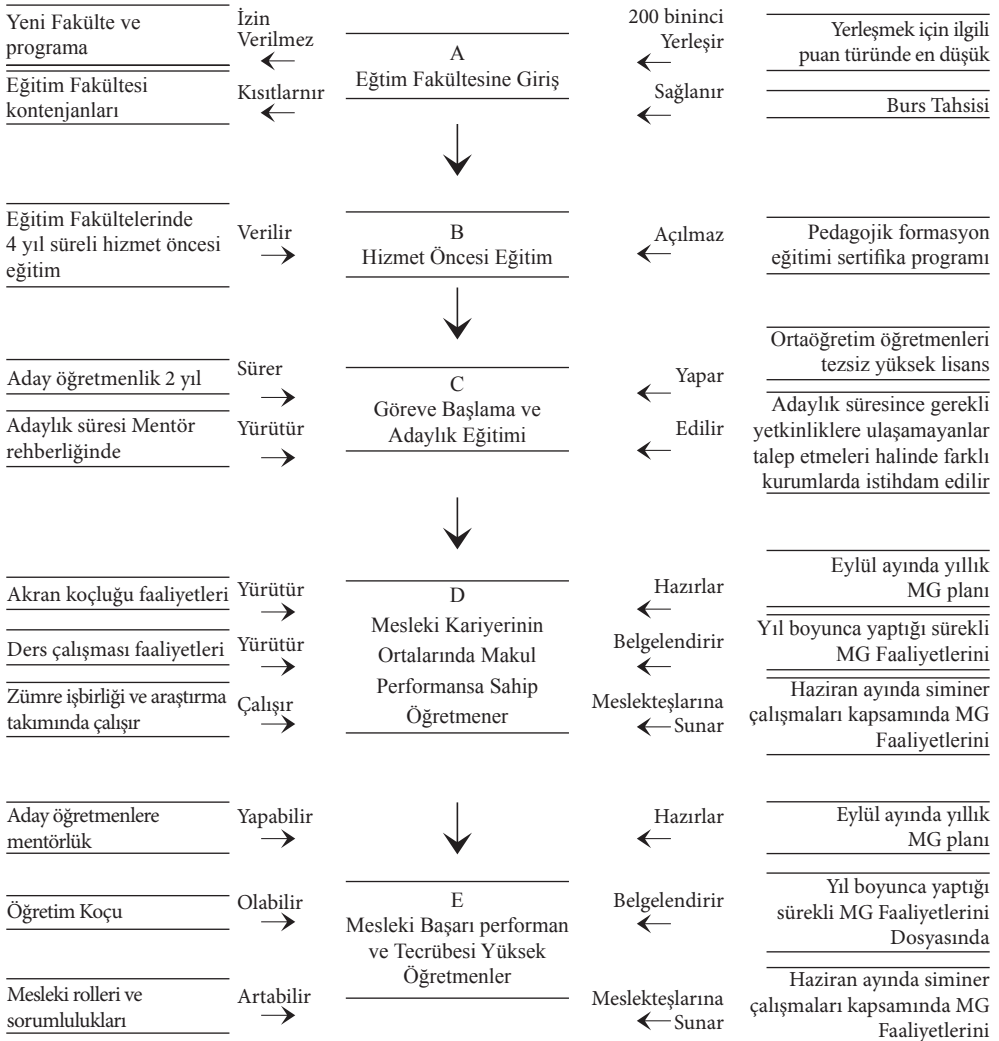 Yeni Fakülte ve
programa
İzin
Verilmez
Eğitim Fakültesi
kontenjanları
Kısıtlarnır
A
Eğtim Fakültesine Giriş
200 bininci
Yerleşir
Yerleşmek için ilgili
puan türünde en düşük
Sağlanır
Burs Tahsisi
Eğitim Fakültelerinde
4 yıl süreli hizmet öncesi
eğitim
Verilir
B
Hizmet Öncesi Eğitim
Açılmaz
Pedagojik formasyon
eğitimi sertifika programı
Aday öğretmenlik 2 yıl
Sürer
Adaylık süresi Mentör
rehberliğinde
Yürütür
C
Göreve Başlama ve
Adaylık Eğitimi
Yapar
Ortaöğretim öğretmenleri
tezsiz yüksek lisans
Edilir
Adaylık süresince gerekli
yetkinliklere ulaşamayanlar
talep etmeleri halinde farklı
kurumlarda istihdam edilir
Akran koçluğu faaliyetleri
Yürütür
Ders çalışması faaliyetleri
Yürütür
Zümre işbirliği ve araştırma
takımında çalışır
Çalışır
D
Mesleki Kariyerinin
Ortalarında Makul
Performansa Sahip
Öğretmener
Hazırlar
Eylül ayında yıllık
MG planı
Belgelendirir
Yıl boyunca yaptığı sürekli
MG Faaliyetlerini
Meslekteşlarına
Sunar
Haziran ayında siminer
çalışmaları kapsamında MG
Faaliyetlerini
Aday öğretmenlere
mentörlük
Yapabilir
Öğretim Koçu
Olabilir
Mesleki rolleri ve
sorumlulukları
Artabilir
E
Mesleki Başarı performan
ve Tecrübesi Yüksek
Öğretmenler
Hazırlar
Eylül ayında yıllık
MG planı
Belgelendirir
Yıl boyunca yaptığı
sürekli MG Faaliyetlerini
Dosyasında
Meslekteşlarına
Sunar
Haziran ayında siminer
çalışmaları kapsamında MG
Faaliyetlerini